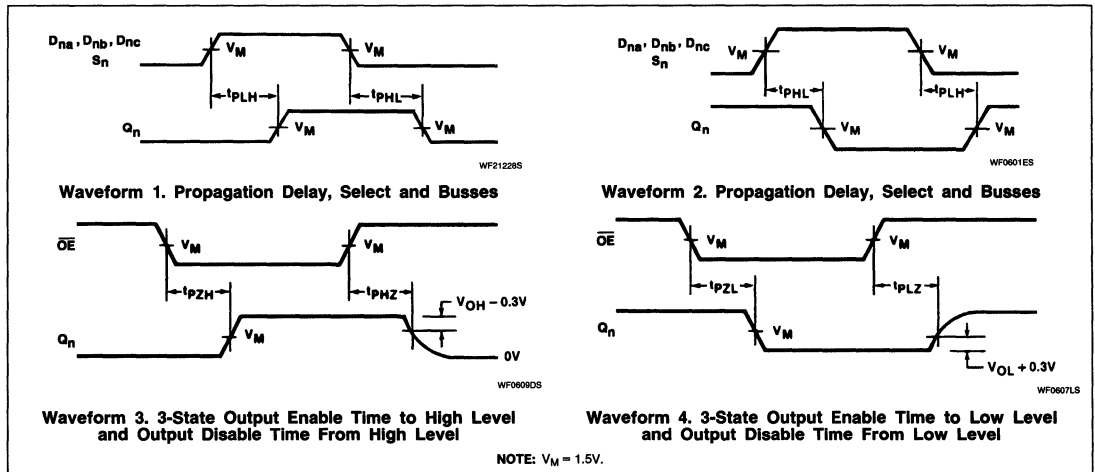 Dna, Dnb, Dnc
Sn
VM
VM
tPLH
tPHL
Qn
VM
VM
WF21228S
Waveform 1. Propagation Delay, Select and Busses
Dna, Dnb, Dnc
Sn
VM
VM
tPHL
tPLH
Qn
VM
VM
WF0601ES
Waveform 2. Propagation Delay, Select and Busses
OE
VM
VM
tPZH
tPHZ
VOH − 0.3V
Qn
VM
0V
WF0609DS
Waveform 3. 3-State Output Enable Time to High Level
and Output Disable Time From High Level
OE
VM
VM
tPZL
tPLZ
Qn
VM
VOL + 0.3V
WF0607LS
Waveform 4. 3-State Output Enable Time to Low Level
and Output Disable Time From Low Level
NOTE: VM = 1.5V.